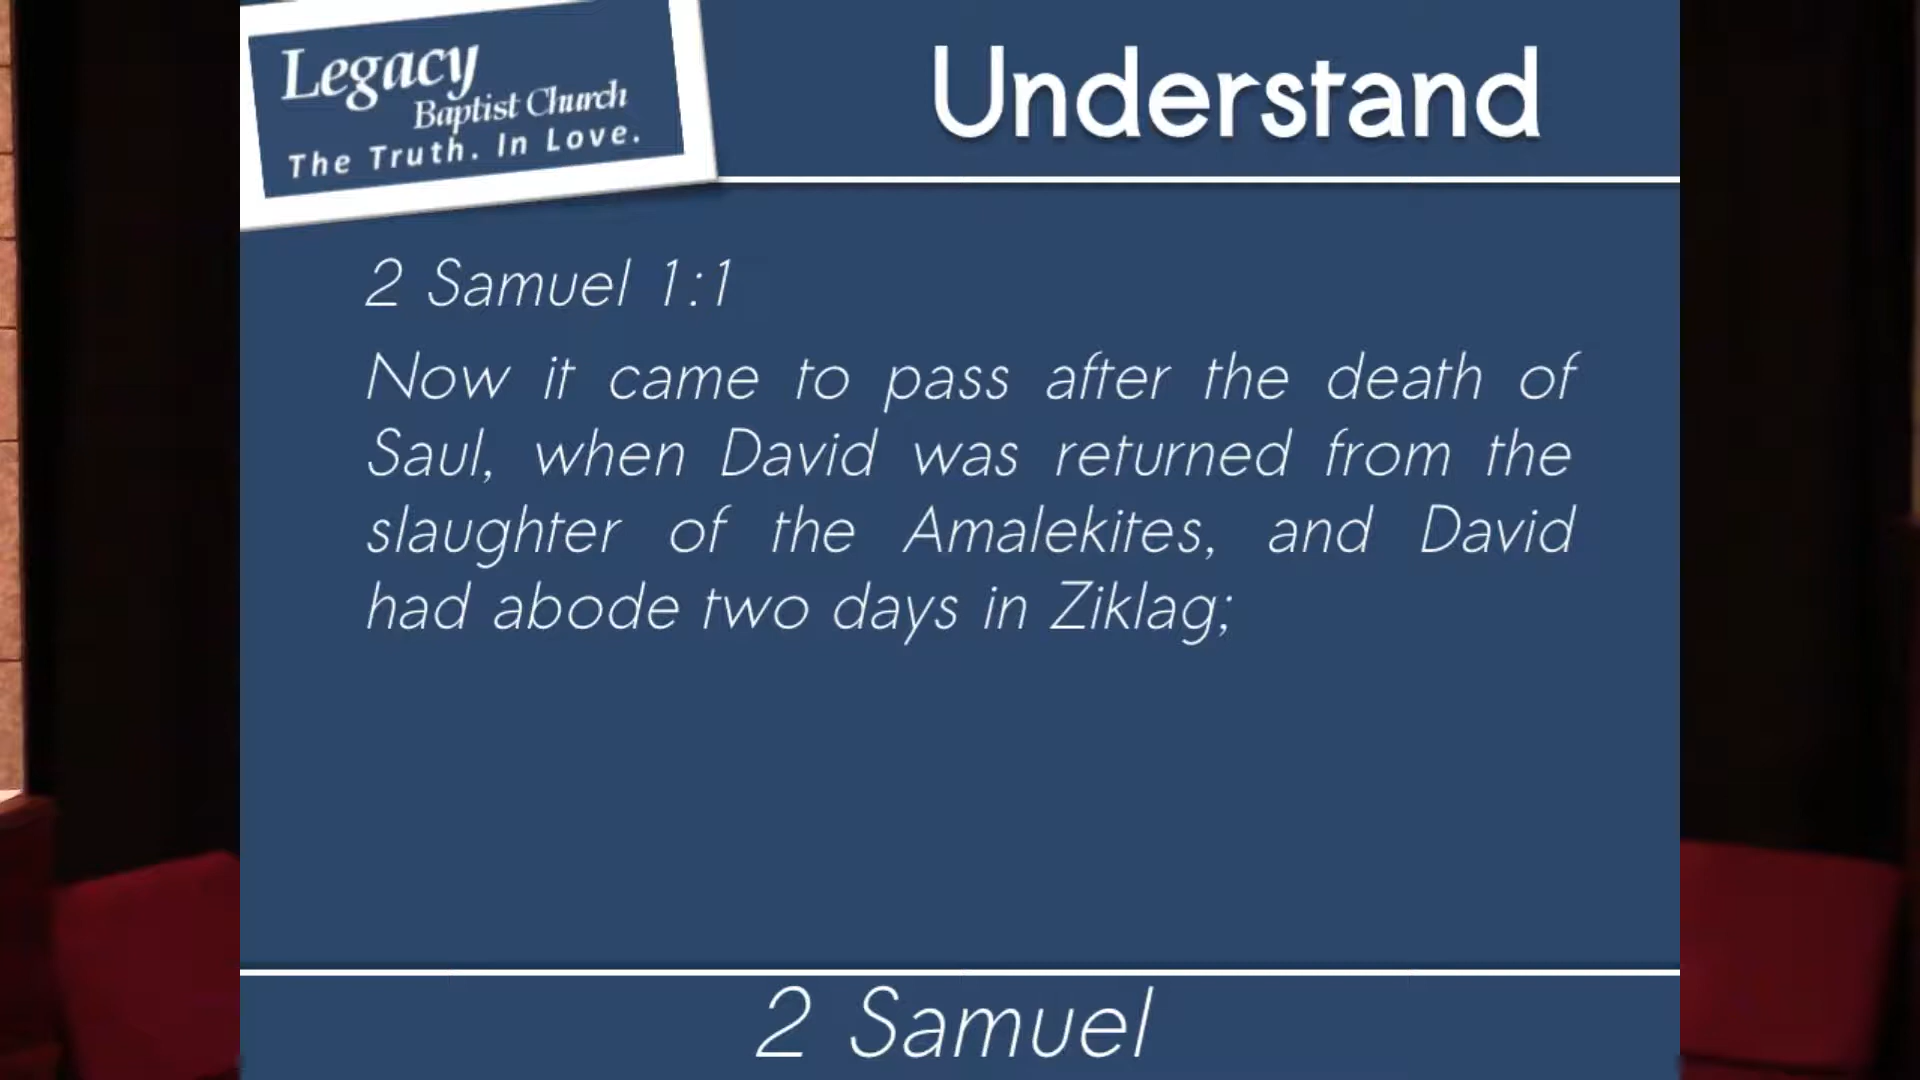 Legacy
Baptist Church
The Truth. In Love.
Understand
2 Samuel 1:1
Now it came to pass after the death of
Saul, when David was returned from the
slaughter of the Amalekites, and David
had abode two days in Ziklag;
2 Samuel